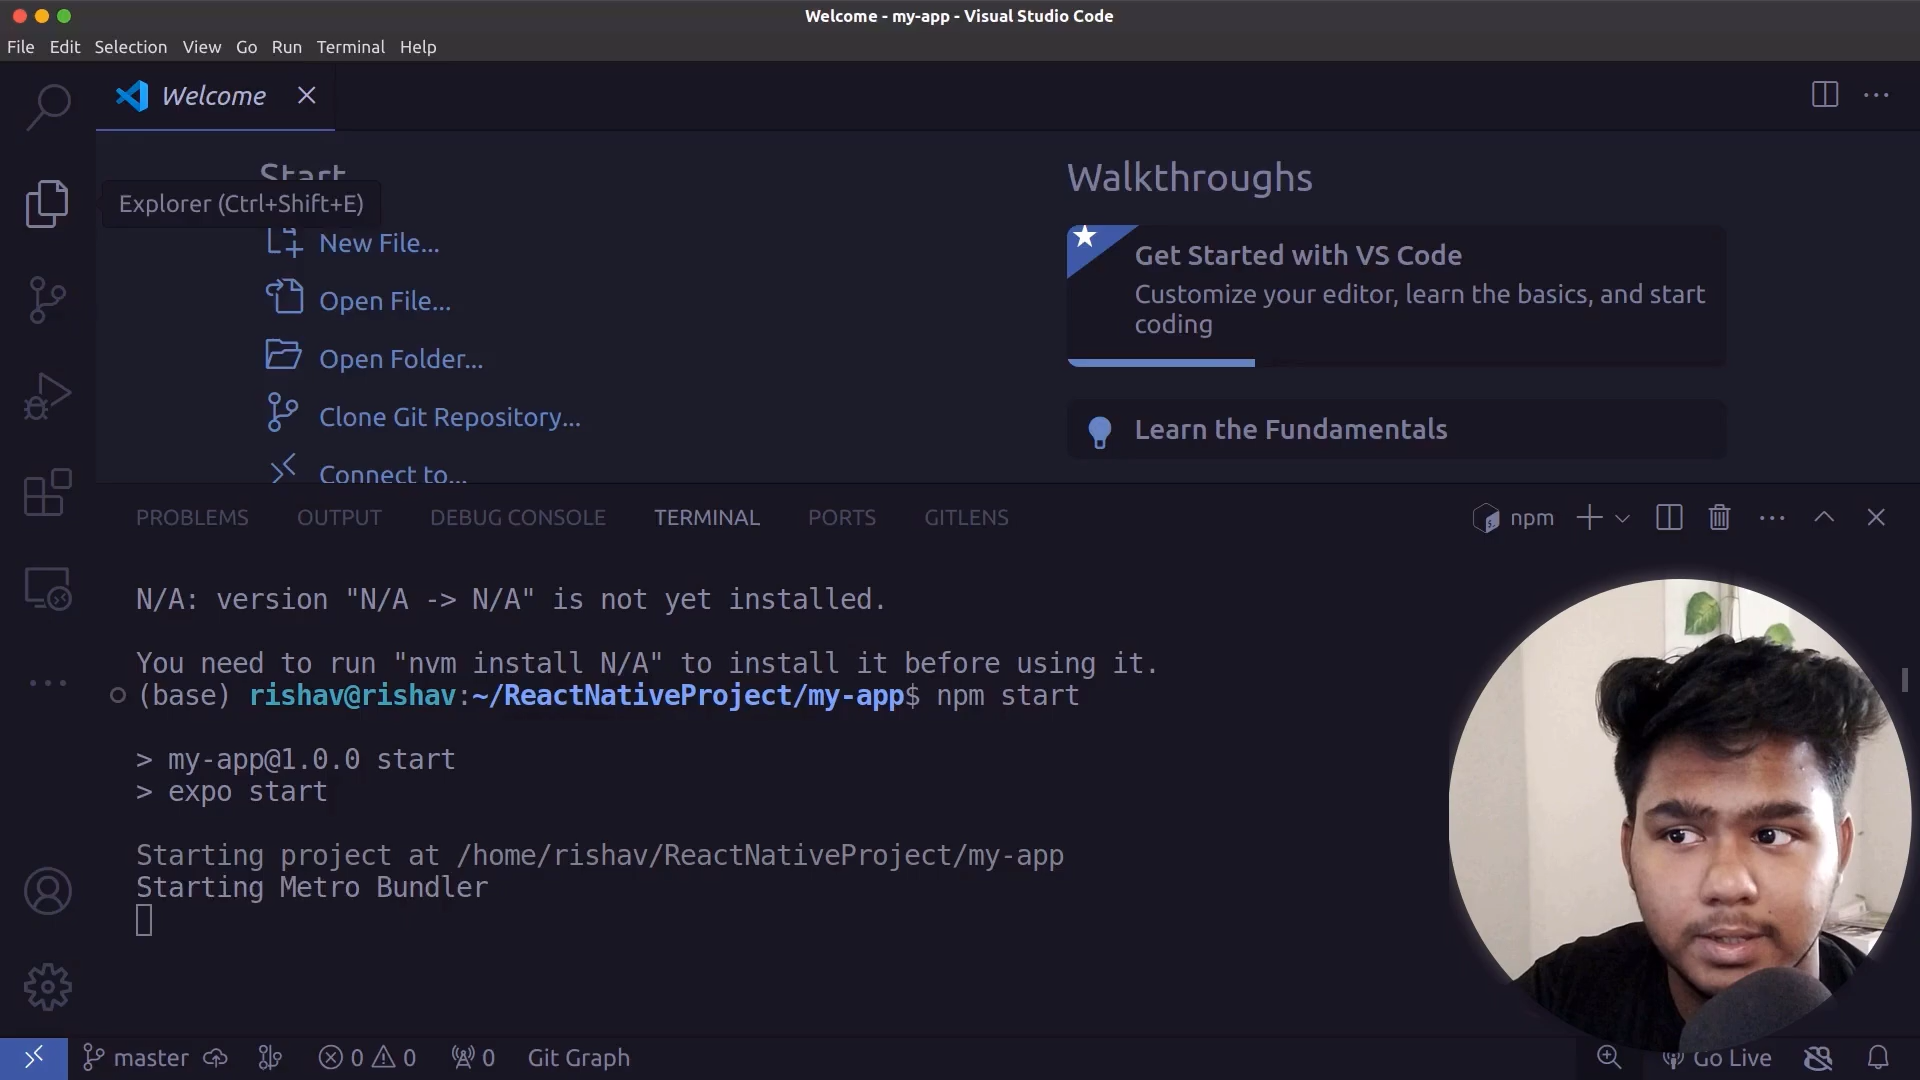 Welcome - my-app - Visual Studio Code
File Edit Selection View Go Run Terminal Help
Welcome
Start
Explorer (Ctrl+Shift+E)
New File...
Open File...
Open Folder...
Clone Git Repository...
Connect to...
Walkthroughs
Get Started with VS Code
Customize your editor, learn the basics, and start
coding
Learn the Fundamentals
PROBLEMS OUTPUT DEBUG CONSOLE TERMINAL PORTS GITLENS
npm
N/A: version "N/A -> N/A" is not yet installed.
You need to run "nvm install N/A" to install it before using it.
(base) rishav@rishav:~/ReactNativeProject/my-app$ npm start
> my-app@1.0.0 start
> expo start
Starting project at /home/rishav/ReactNativeProject/my-app
Starting Metro Bundler
master 0 0 0 Git Graph Go Live